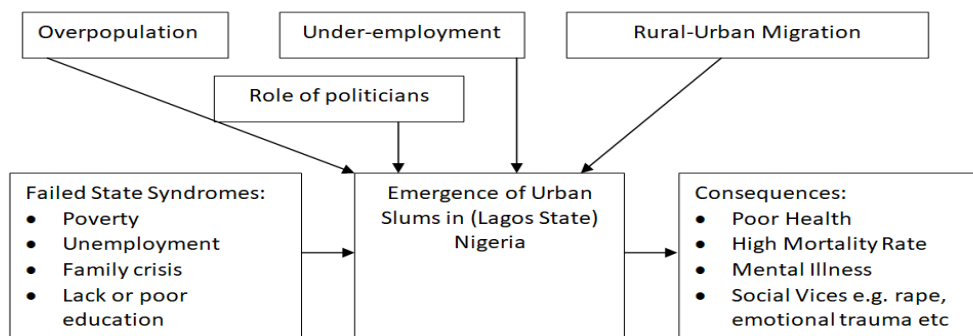 Overpopulation
Under-employment
Rural-Urban Migration
Role of politicians
Failed State Syndromes:
● Poverty
● Unemployment
● Family crisis
● Lack or poor
education
Emergence of Urban
Slums in (Lagos State)
Nigeria
Consequences:
● Poor Health
● High Mortality Rate
● Mental Illness
● Social Vices e.g. rape,
emotional trauma etc